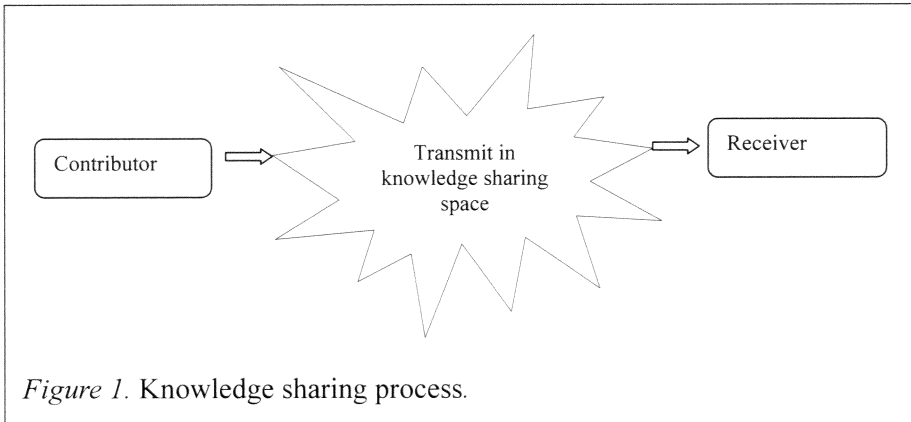 Contributor
Transmit in
knowledge sharing
space
Receiver
Figure 1. Knowledge sharing process.